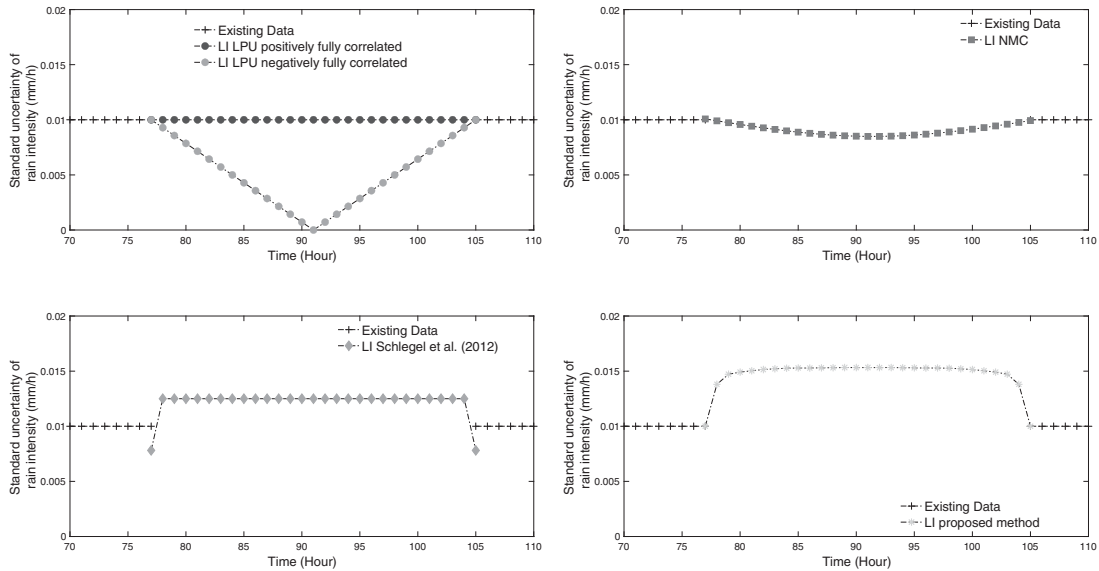 Existing Data
LI LPU positively fully correlated
LI LPU negatively fully correlated
Standard uncertainty of
rain intensity (mm/h)
0.02
0.015
0.01
0.005
0
70 75 80 85 90 95 100 105 110
Time (Hour)
Existing Data
LI NMC
Standard uncertainty of
rain intensity (mm/h)
0.02
0.015
0.01
0.005
0
70 75 80 85 90 95 100 105 110
Time (Hour)
Existing Data
LI Schlegel et al. (2012)
Standard uncertainty of
rain intensity (mm/h)
0.02
0.015
0.01
0.005
0
70 75 80 85 90 95 100 105 110
Time (Hour)
Existing Data
LI proposed method
Standard uncertainty of
rain intensity (mm/h)
0.02
0.015
0.01
0.005
0
70 75 80 85 90 95 100 105 110
Time (Hour)